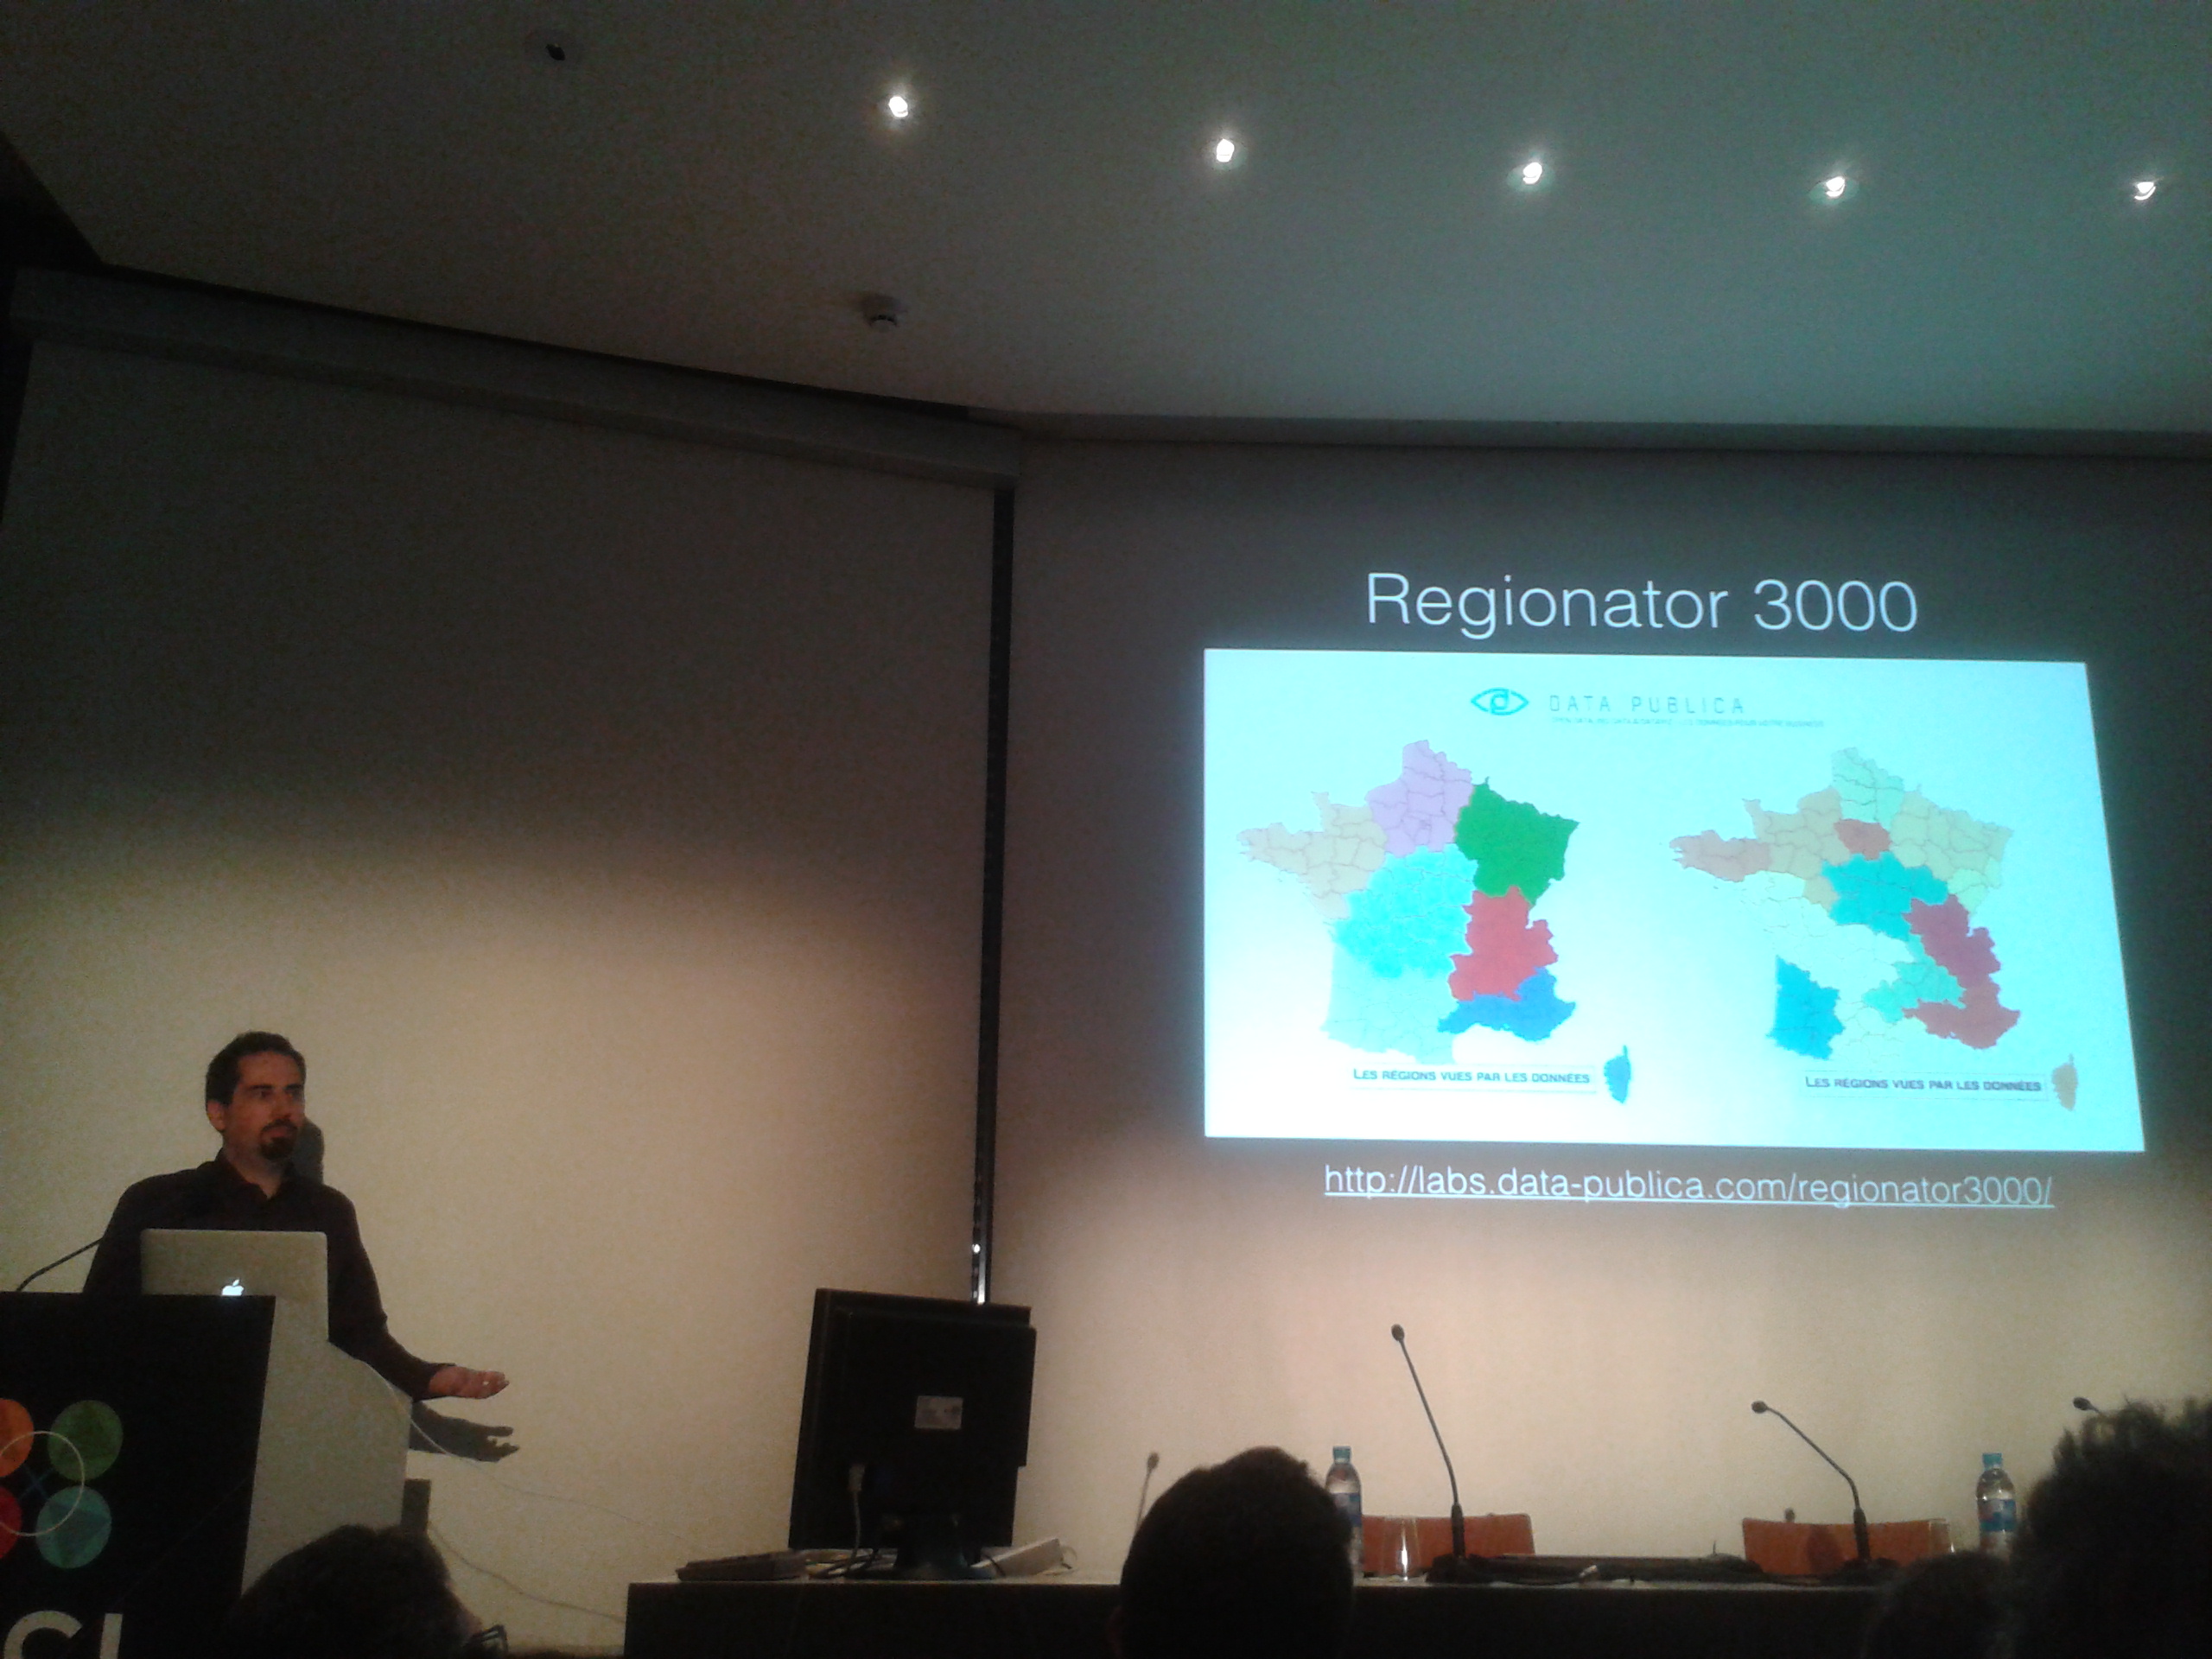 Regionator 3000
DATA PUBLICA
LES RÉGIONS VUES PAR LES DONNÉES
LES RÉGIONS VUES PAR LES DONNÉES
http://labs.data-publica.com/regionator3000/